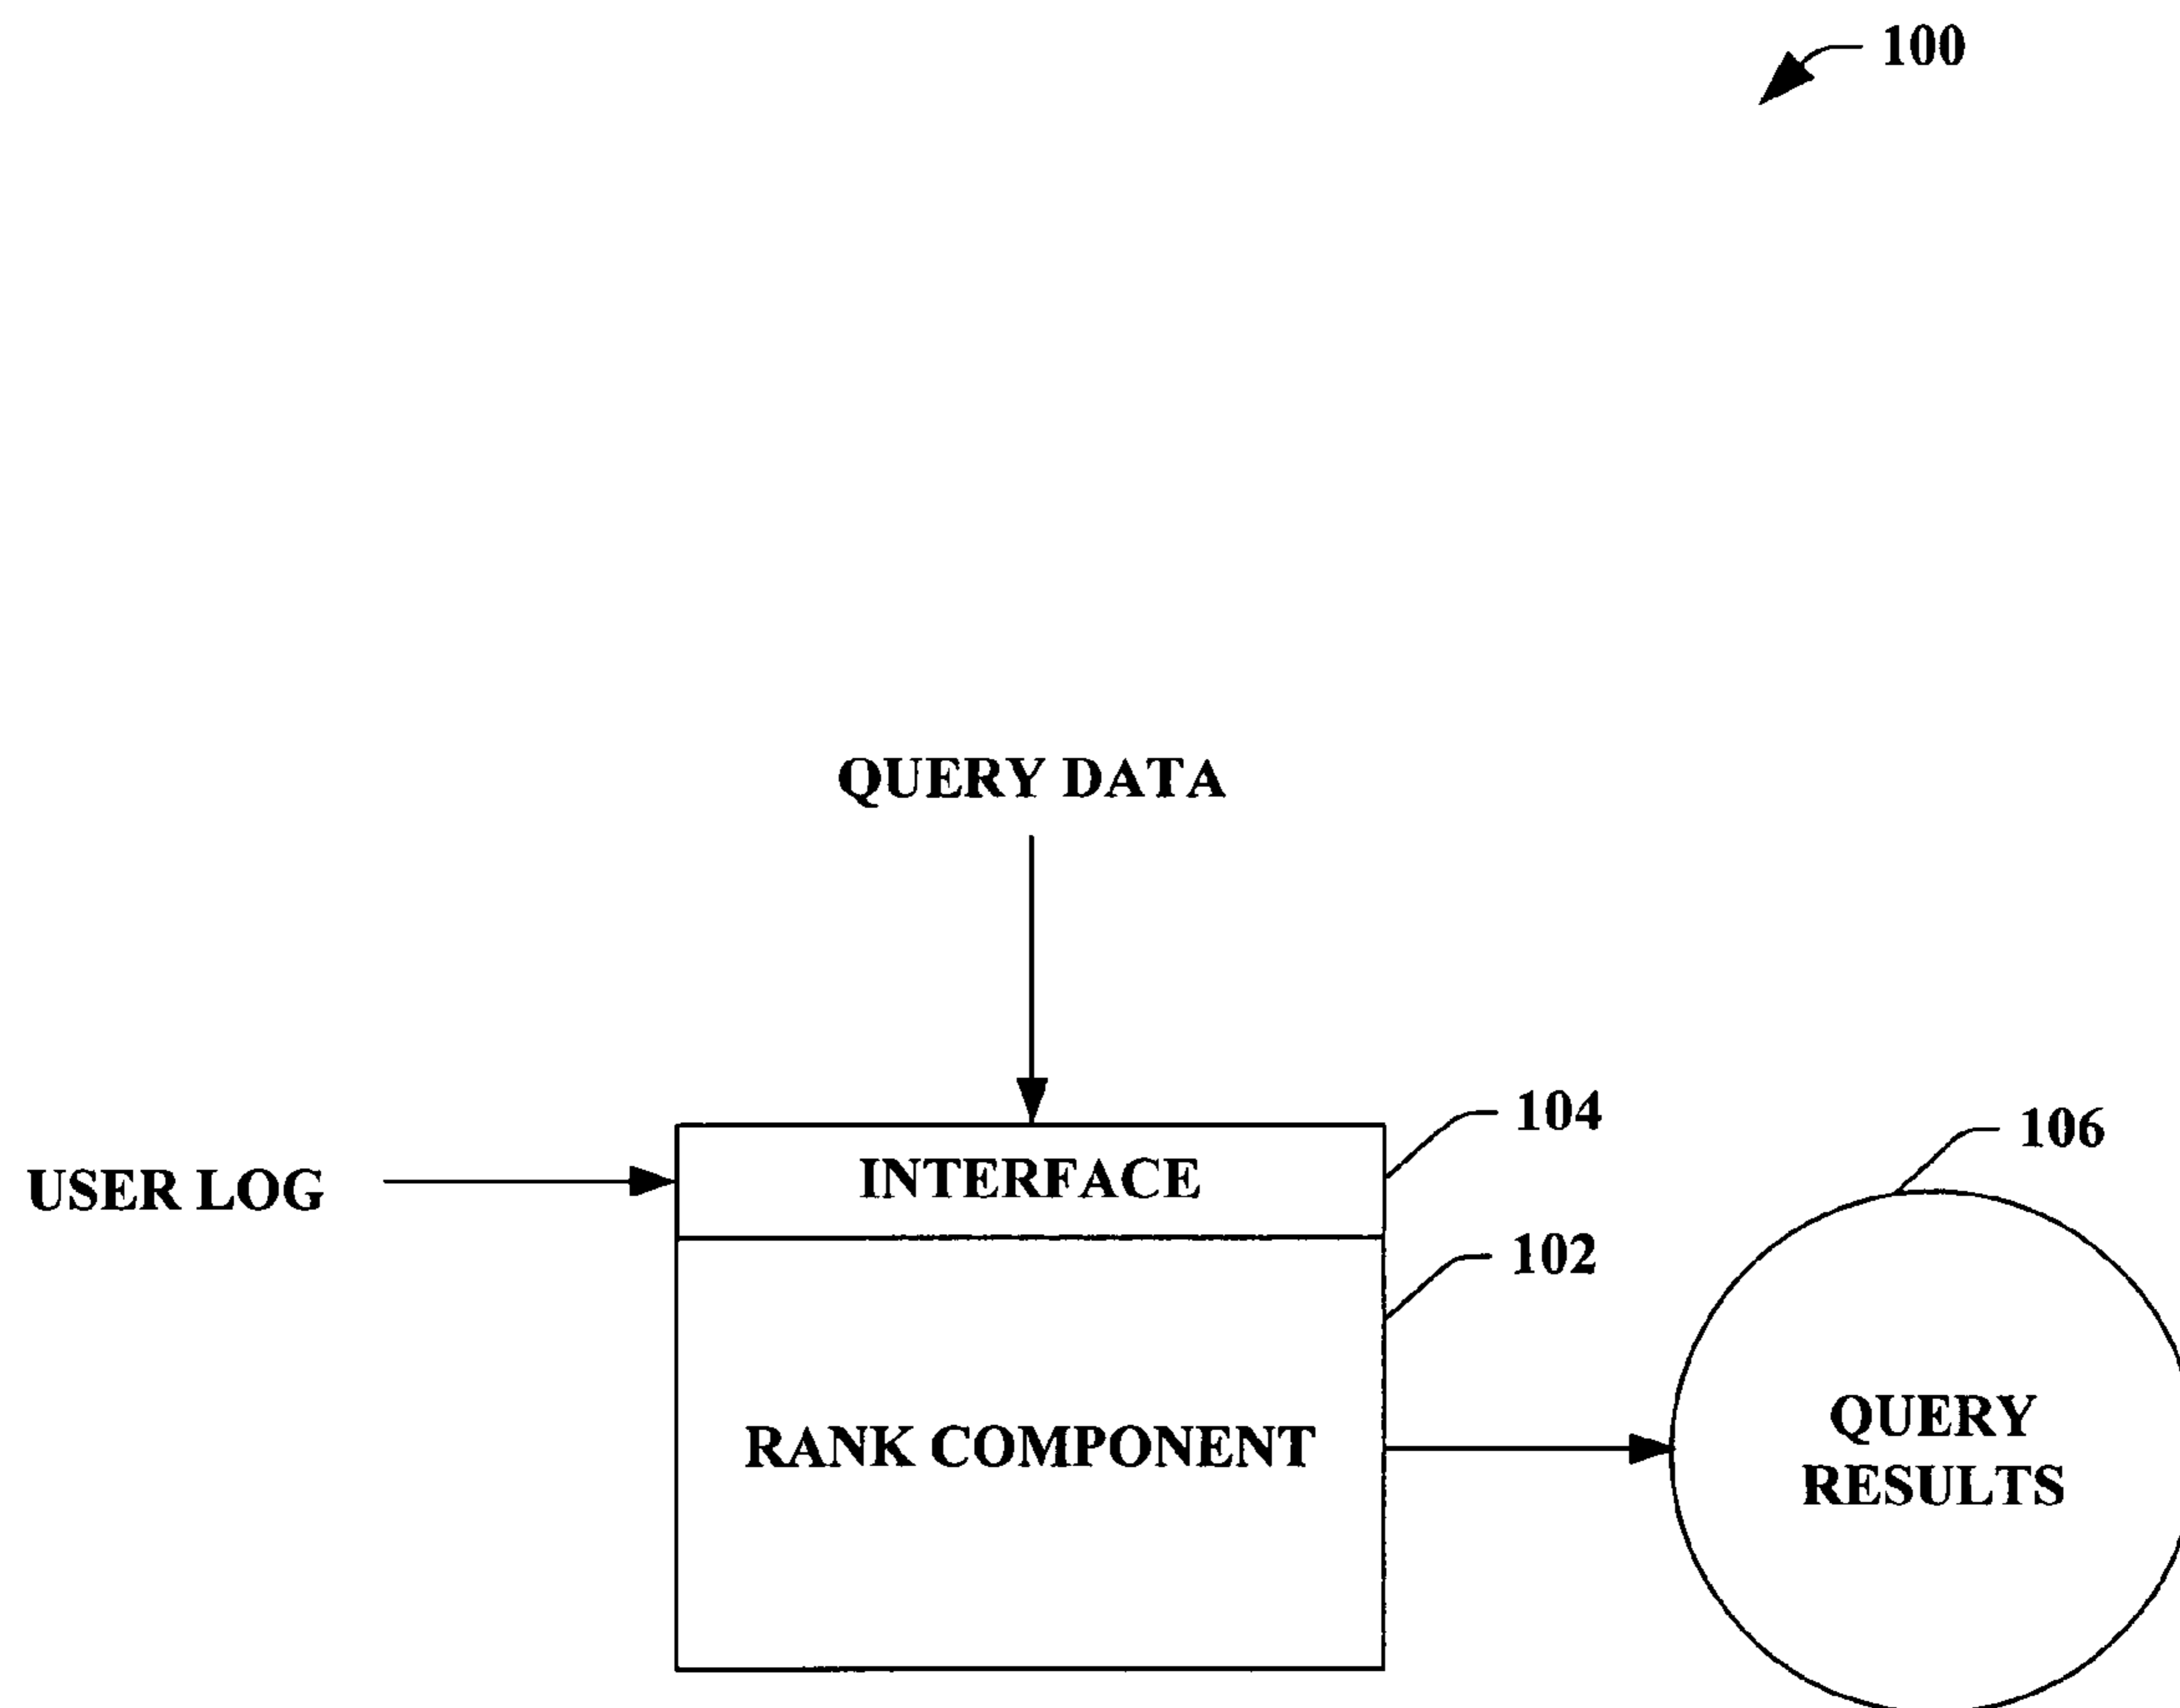 100
QUERY DATA
104
106
INTERFACE
USER LOG
102
QUERY
RESULTS
RANK COMPONENT